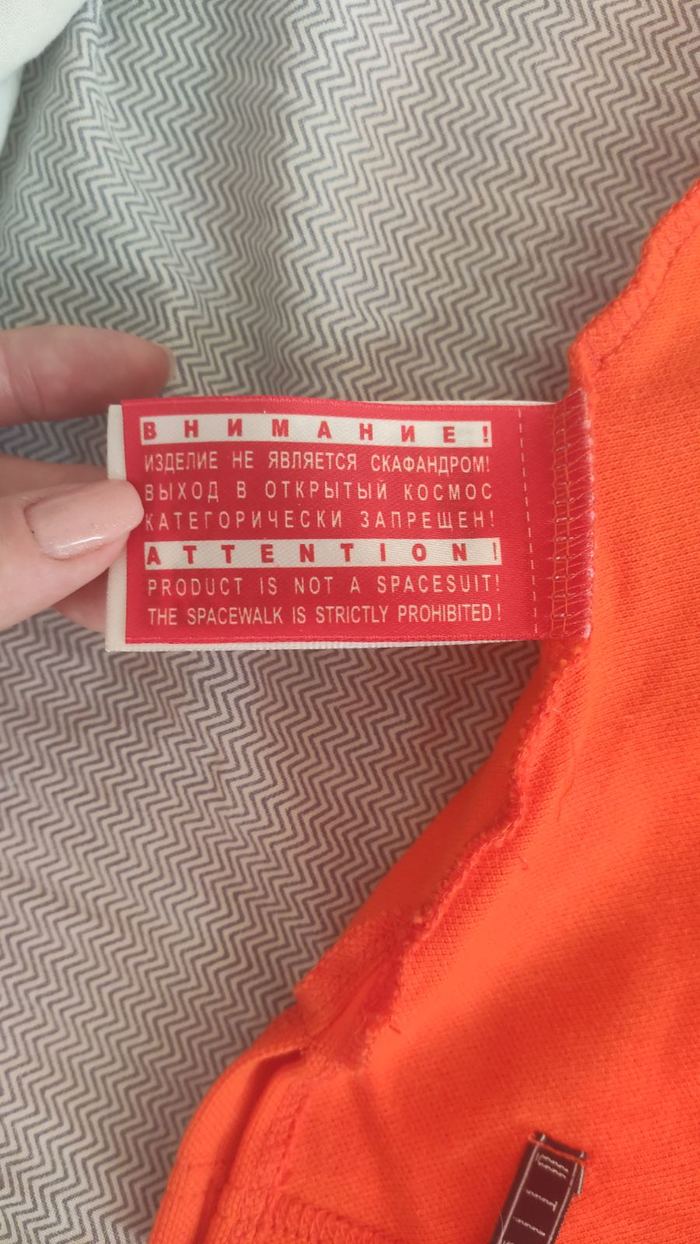 ВНИМАНИЕ!
ИЗДЕЛИЕ НЕ ЯВЛЯЕТСЯ СКАФАНДРОМ!
ВЫХОД В ОТКРЫТЫЙ КОСМОС
КАТЕГОРИЧЕСКИ ЗАПРЕЩЕН!
ATTENTION!
PRODUCT IS NOT A SPACESUIT!
THE SPACEWALK IS STRICTLY PROHIBITED!